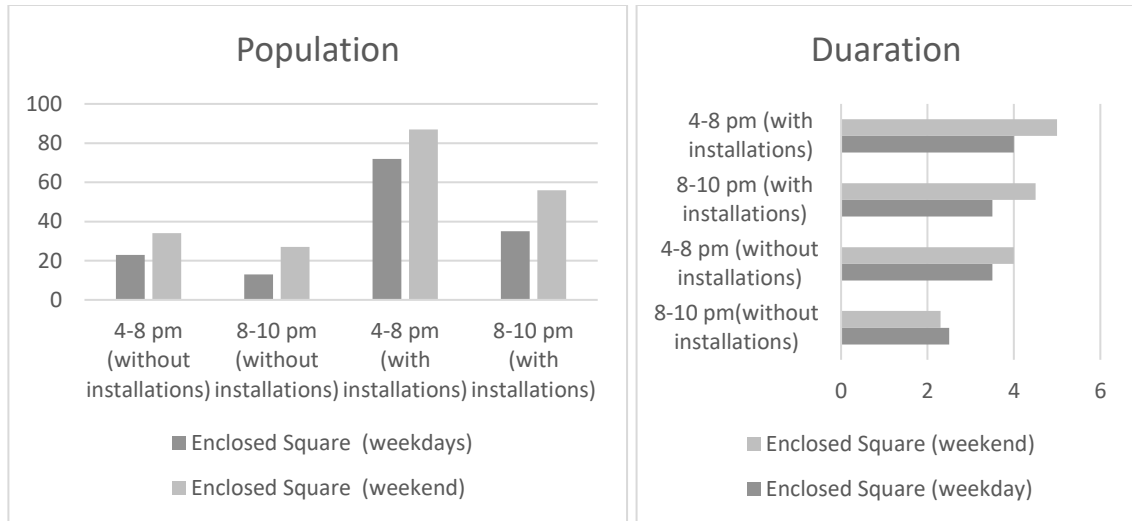 Population
100
80
60
40
20
0
4-8 pm
(without
installations)
8-10 pm
(without
installations)
4-8 pm
(with
installations)
8-10 pm
(with
installations)
Enclosed Square (weekdays)
Enclosed Square (weekend)
Duaration
4-8 pm (with
installations)
8-10 pm (with
installations)
4-8 pm (without
installations)
8-10 pm(without
installations)
0 2 4 6
Enclosed Square (weekend)
Enclosed Square (weekday)